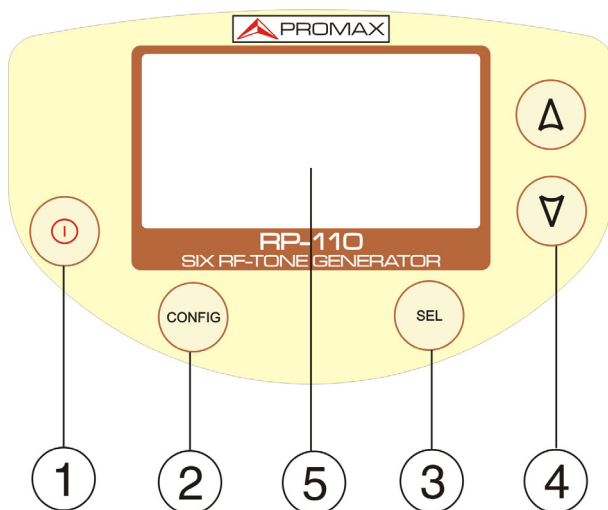 PROMAX
RP-110
SIX RF-TONE GENERATOR
CONFIG
SEL
1
2
5
3
4